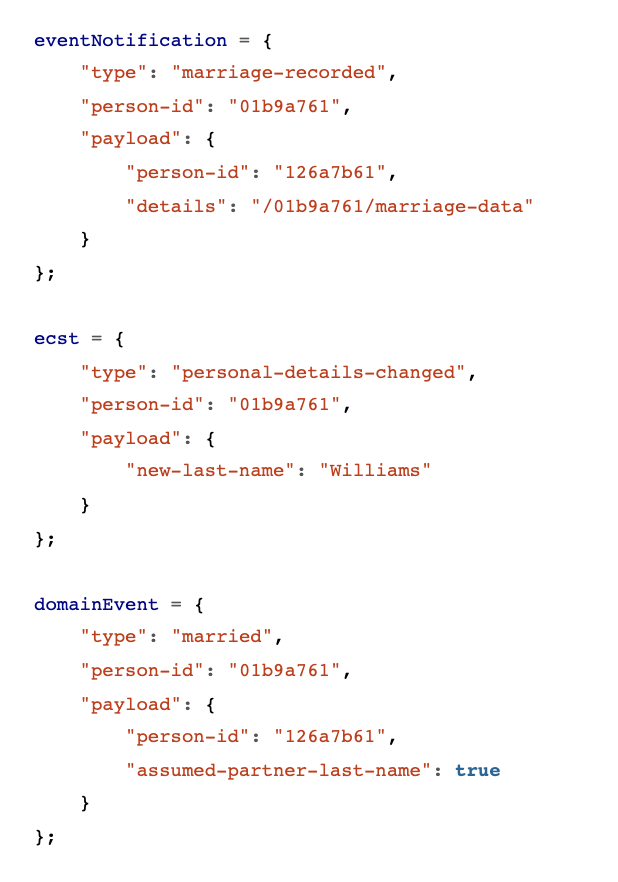 eventNotification = {
    "type": "marriage-recorded",
    "person-id": "01b9a761",
    "payload": {
        "person-id": "126a7b61",
        "details": "/01b9a761/marriage-data"
    }
};

ecst = {
    "type": "personal-details-changed",
    "person-id": "01b9a761",
    "payload": {
        "new-last-name": "Williams"
    }
};

domainEvent = {
    "type": "married",
    "person-id": "01b9a761",
    "payload": {
        "person-id": "126a7b61",
        "assumed-partner-last-name": true
    }
};